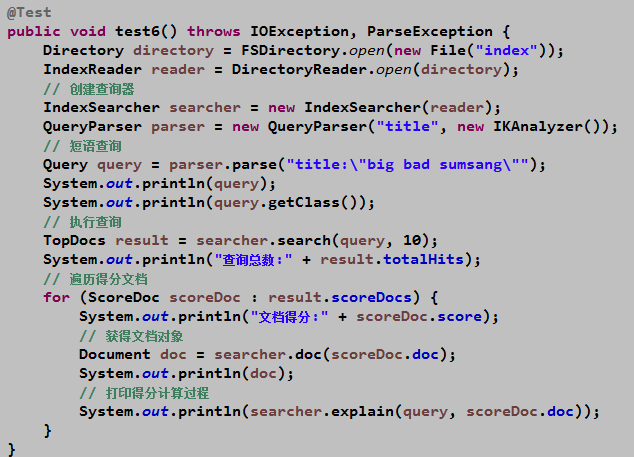 @Test
public void test6() throws IOException, ParseException {
    Directory directory = FSDirectory.open(new File("index"));
    IndexReader reader = DirectoryReader.open(directory);
    // 创建查询器
    IndexSearcher searcher = new IndexSearcher(reader);
    QueryParser parser = new QueryParser("title", new IKAnalyzer());
    // 短语查询
    Query query = parser.parse("title:\"big bad sumsang\"");
    System.out.println(query);
    System.out.println(query.getClass());
    // 执行查询
    TopDocs result = searcher.search(query, 10);
    System.out.println("查询总数:" + result.totalHits);
    // 遍历得分文档
    for (ScoreDoc scoreDoc : result.scoreDocs) {
        System.out.println("文档得分:" + scoreDoc.score);
        // 获得文档对象
        Document doc = searcher.doc(scoreDoc.doc);
        System.out.println(doc);
        // 打印得分计算过程
        System.out.println(searcher.explain(query, scoreDoc.doc));
    }
}